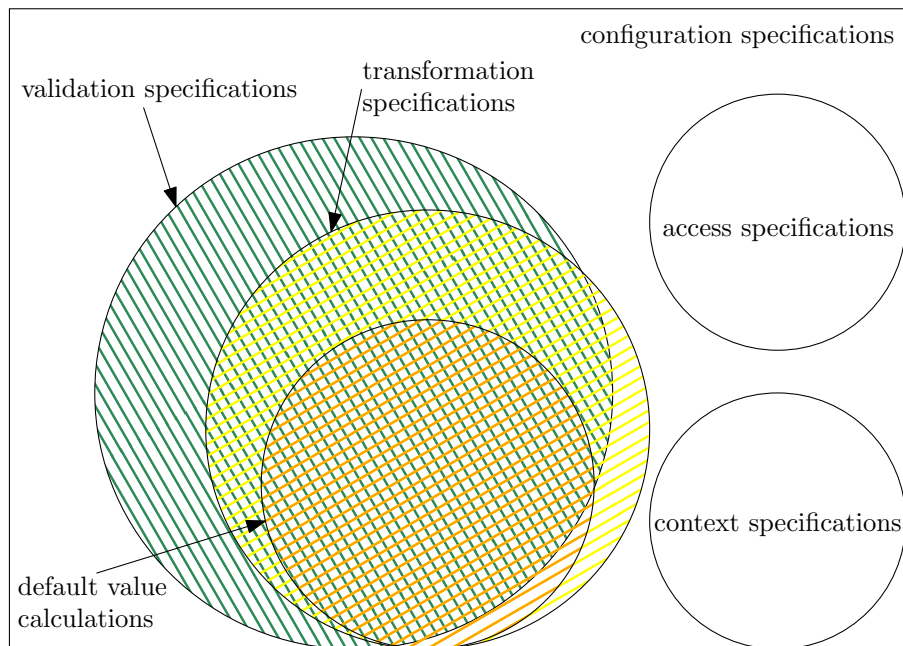 configuration specifications
transformation
specifications
validation specifications
access specifications
context specifications
default value
calculations